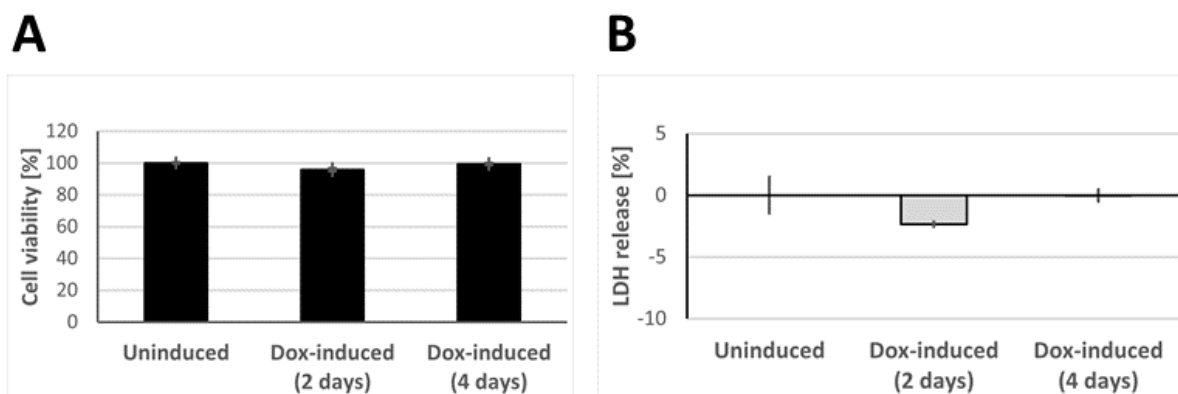 A
Cell viability [%]
120
100
80
60
40
20
0
Uninduced
Dox-induced
(2 days)
Dox-induced
(4 days)
B
LDH release [%]
5
0
-5
-10
Uninduced
Dox-induced
(2 days)
Dox-induced
(4 days)